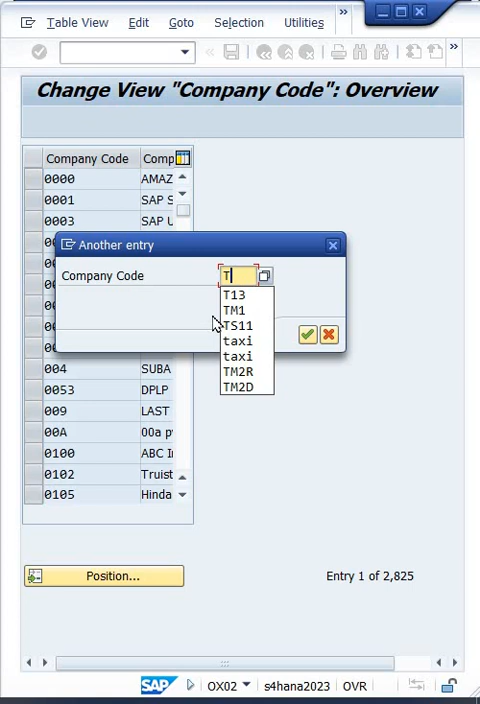 Table View Edit Goto Selection Utilities »
»
Change View "Company Code": Overview
Company Code Comp
0000 AMAZ
0001 SAP S
0003 SAP U
Another entry
Company Code T
T13
TM1
TS11
taxi
taxi
TM2R
TM2D
004 SUBA
0053 DPLP
009 LAST
00A 00a p
0100 ABC I
0102 Truist
0105 Hinda
Position... Entry 1 of 2,825
SAP OX02 s4hana2023 OVR